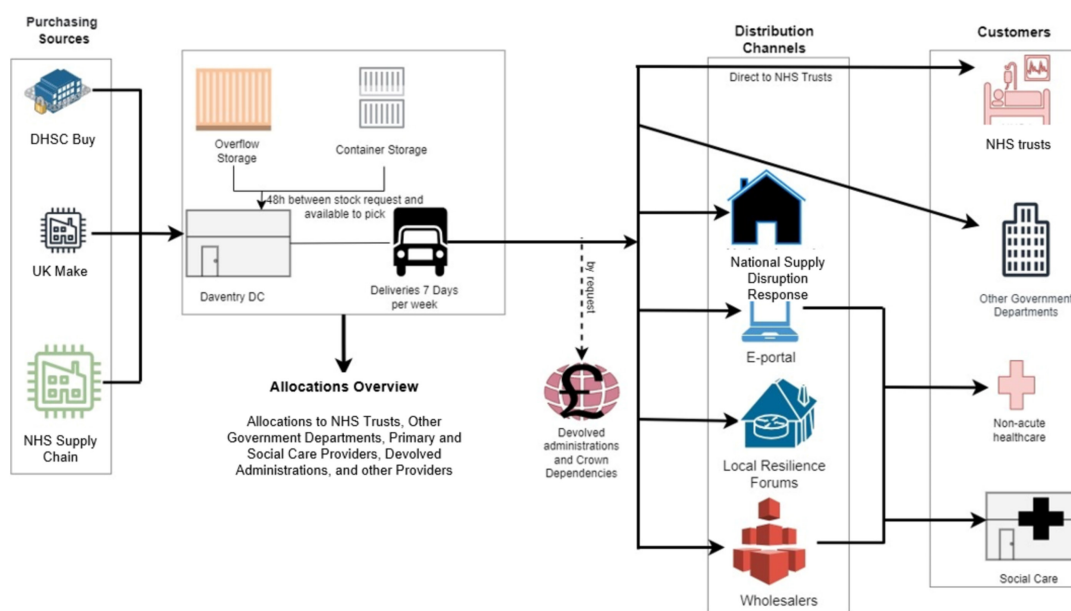 Purchasing
Sources
DHSC Buy
UK Make
NHS Supply
Chain
Overflow
Storage
Container Storage
48h between stock request and
available to pick
Daventry DC
Deliveries 7 Days
per week
Allocations Overview
Allocations to NHS Trusts, Other
Government Departments, Primary and
Social Care Providers, Devolved
Administrations, and other Providers
by request
£
Devolved
administrations
and Crown
Dependencies
Distribution
Channels
Direct to NHS Trusts
National Supply
Disruption
Response
E-portal
Local Resilience
Forums
Wholesalers
Customers
NHS trusts
Other Government
Departments
Non-acute
healthcare
Social Care